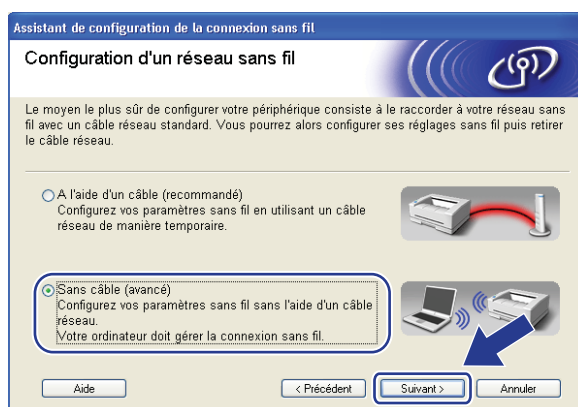 Assistant de configuration de la connexion sans fil
Configuration d'un réseau sans fil
Le moyen le plus sûr de configurer votre périphérique consiste à le raccorder à votre réseau sans
fil avec un câble réseau standard. Vous pourrez alors configurer ses réglages sans fil puis retirer
le câble réseau.
A l'aide d'un câble (recommandé)
Configurez vos paramètres sans fil en utilisant un câble
réseau de manière temporaire.
Sans câble (avancé)
Configurez vos paramètres sans fil sans l'aide d'un câble
réseau.
Votre ordinateur doit gérer la connexion sans fil.
Aide
< Précédent
Suivant >
Annuler